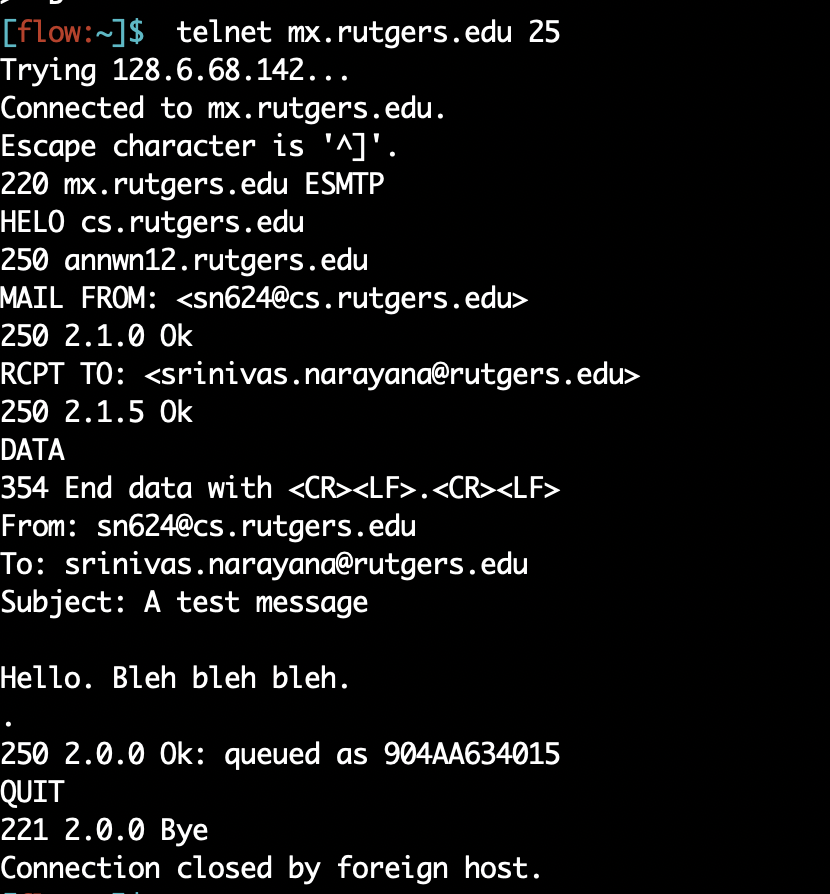 [flow:~]$  telnet mx.rutgers.edu 25
Trying 128.6.68.142...
Connected to mx.rutgers.edu.
Escape character is '^]'.
220 mx.rutgers.edu ESMTP
HELO cs.rutgers.edu
250 annwn12.rutgers.edu
MAIL FROM: <sn624@cs.rutgers.edu>
250 2.1.0 Ok
RCPT TO: <srinivas.narayana@rutgers.edu>
250 2.1.5 Ok
DATA
354 End data with <CR><LF>.<CR><LF>
From: sn624@cs.rutgers.edu
To: srinivas.narayana@rutgers.edu
Subject: A test message

Hello. Bleh bleh bleh.
.
250 2.0.0 Ok: queued as 904AA634015
QUIT
221 2.0.0 Bye
Connection closed by foreign host.